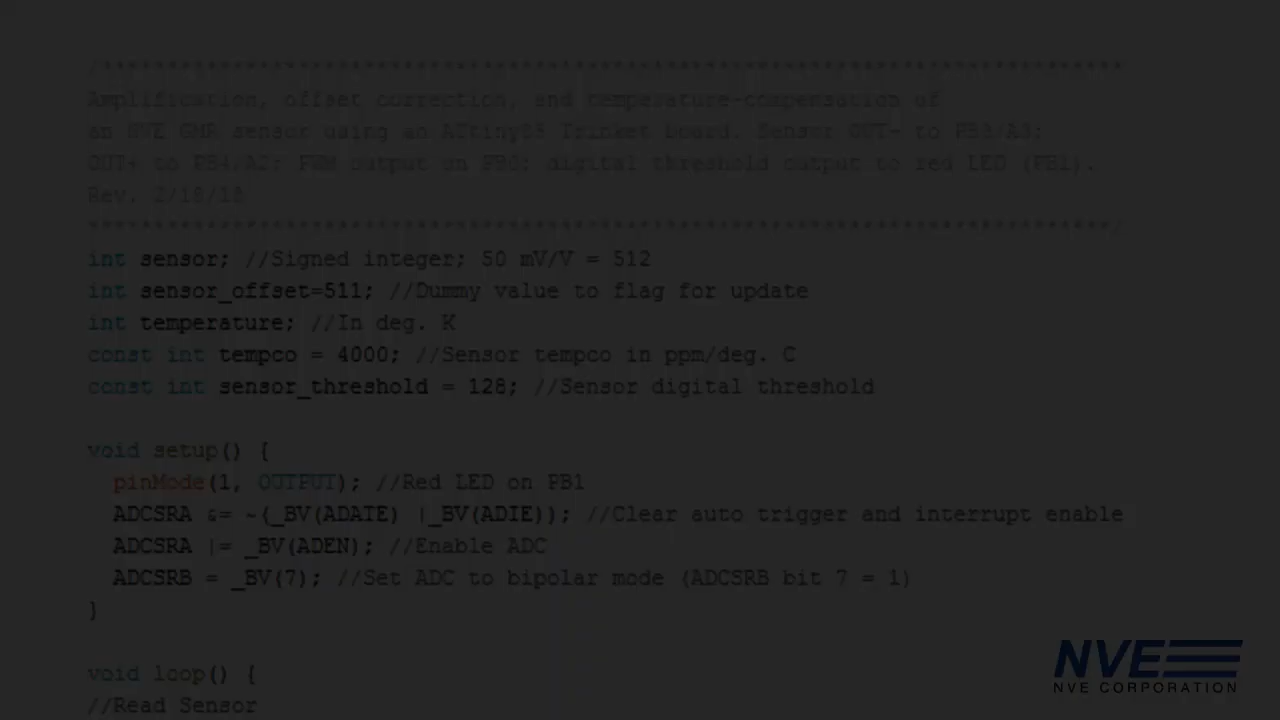 /******************************************************************************
Amplification, offset correction, and temperature-compensation of
an NVE GMR sensor using an ATtiny85 Trinket board. Sensor OUT- to PB3/A3;
OUT+ to PB4/A2; PWM output on PB0; digital threshold output to red LED (PB1).
Rev. 2/18/18
******************************************************************************/
int sensor; //Signed integer; 50 mV/V = 512
int sensor_offset=511; //Dummy value to flag for update
int temperature; //In deg. K
const int tempco = 4000; //Sensor tempco in ppm/deg. C
const int sensor_threshold = 128; //Sensor digital threshold
void setup() {
pinMode(1, OUTPUT); //Red LED on PB1
ADCSRA &= ~(_BV(ADATE) |_BV(ADIE)); //Clear auto trigger and interrupt enable
ADCSRA |= _BV(ADEN); //Enable ADC
ADCSRB = _BV(7); //Set ADC to bipolar mode (ADCSRB bit 7 = 1)
}
void loop() {
//Read Sensor
NVE
NVE CORPORATION